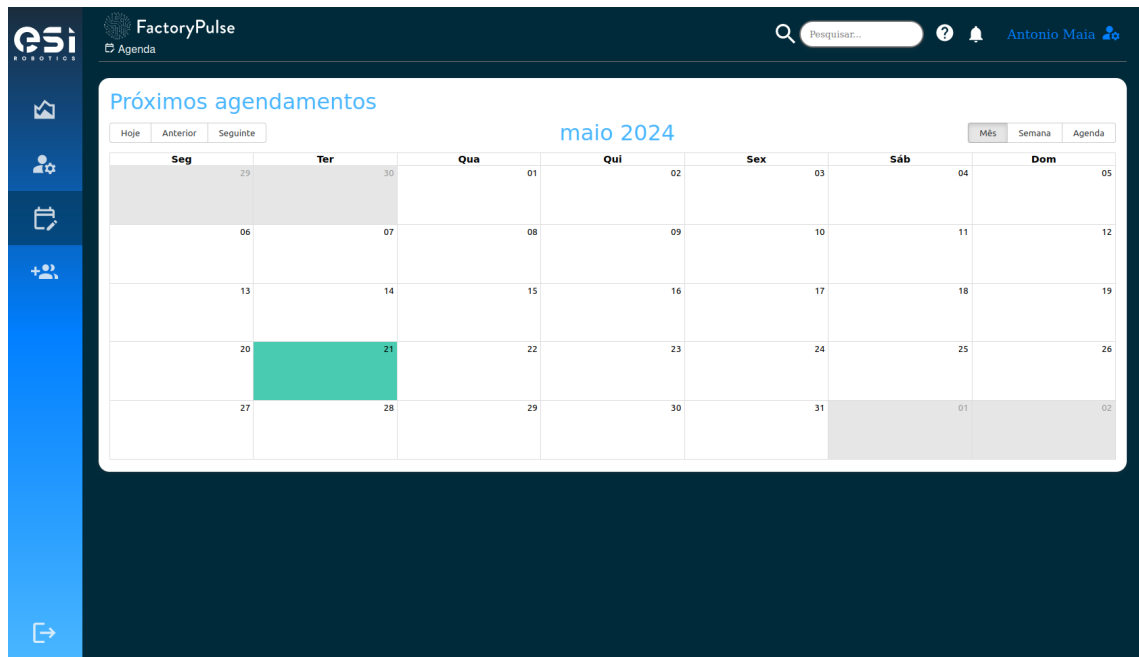 esi
ROBOTICS
FactoryPulse
Agenda
Pesquisar...
Antonio Maia
Próximos agendamentos
Hoje Anterior Seguinte
maio 2024
Mês Semana Agenda
Seg Ter Qua Qui Sex Sáb Dom
29 30 01 02 03 04 05
06 07 08 09 10 11 12
13 14 15 16 17 18 19
20 21 22 23 24 25 26
27 28 29 30 31 01 02